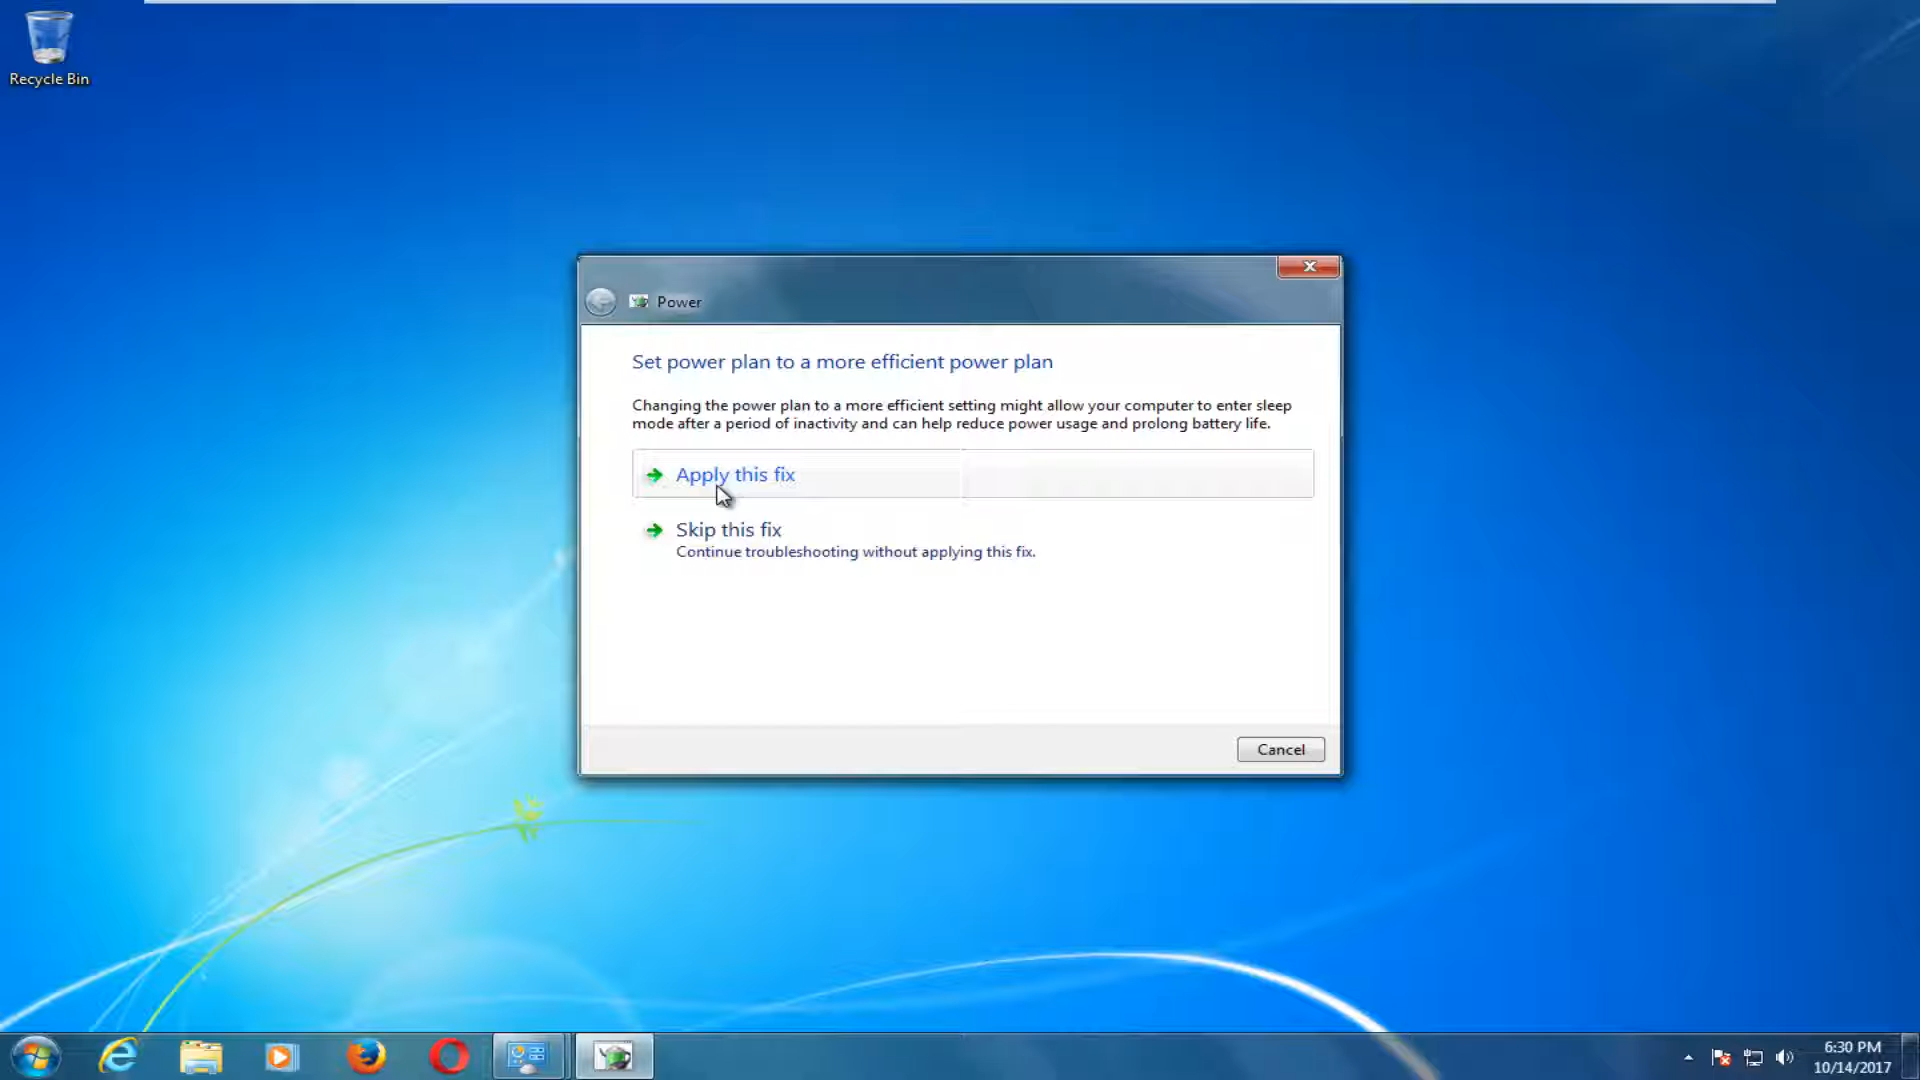 Recycle Bin
Power
Set power plan to a more efficient power plan
Changing the power plan to a more efficient setting might allow your computer to enter sleep
mode after a period of inactivity and can help reduce power usage and prolong battery life.
Apply this fix
Skip this fix
Continue troubleshooting without applying this fix.
Cancel
6:30 PM
10/14/2017